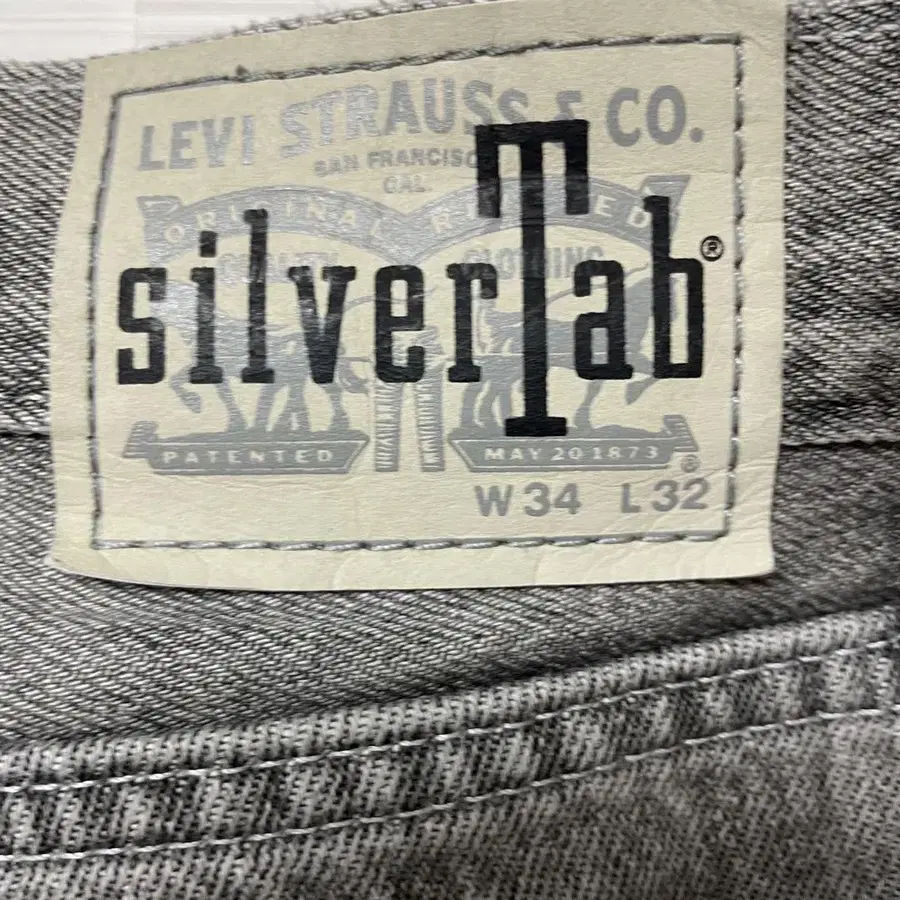 LEVI STRAUSS & CO.
SAN FRANCISCO
CAL.
ORIGINAL RIVETED
QUALITY CLOTHING
silverTab®
PATENTED MAY 20 1873 ®
W34 L32